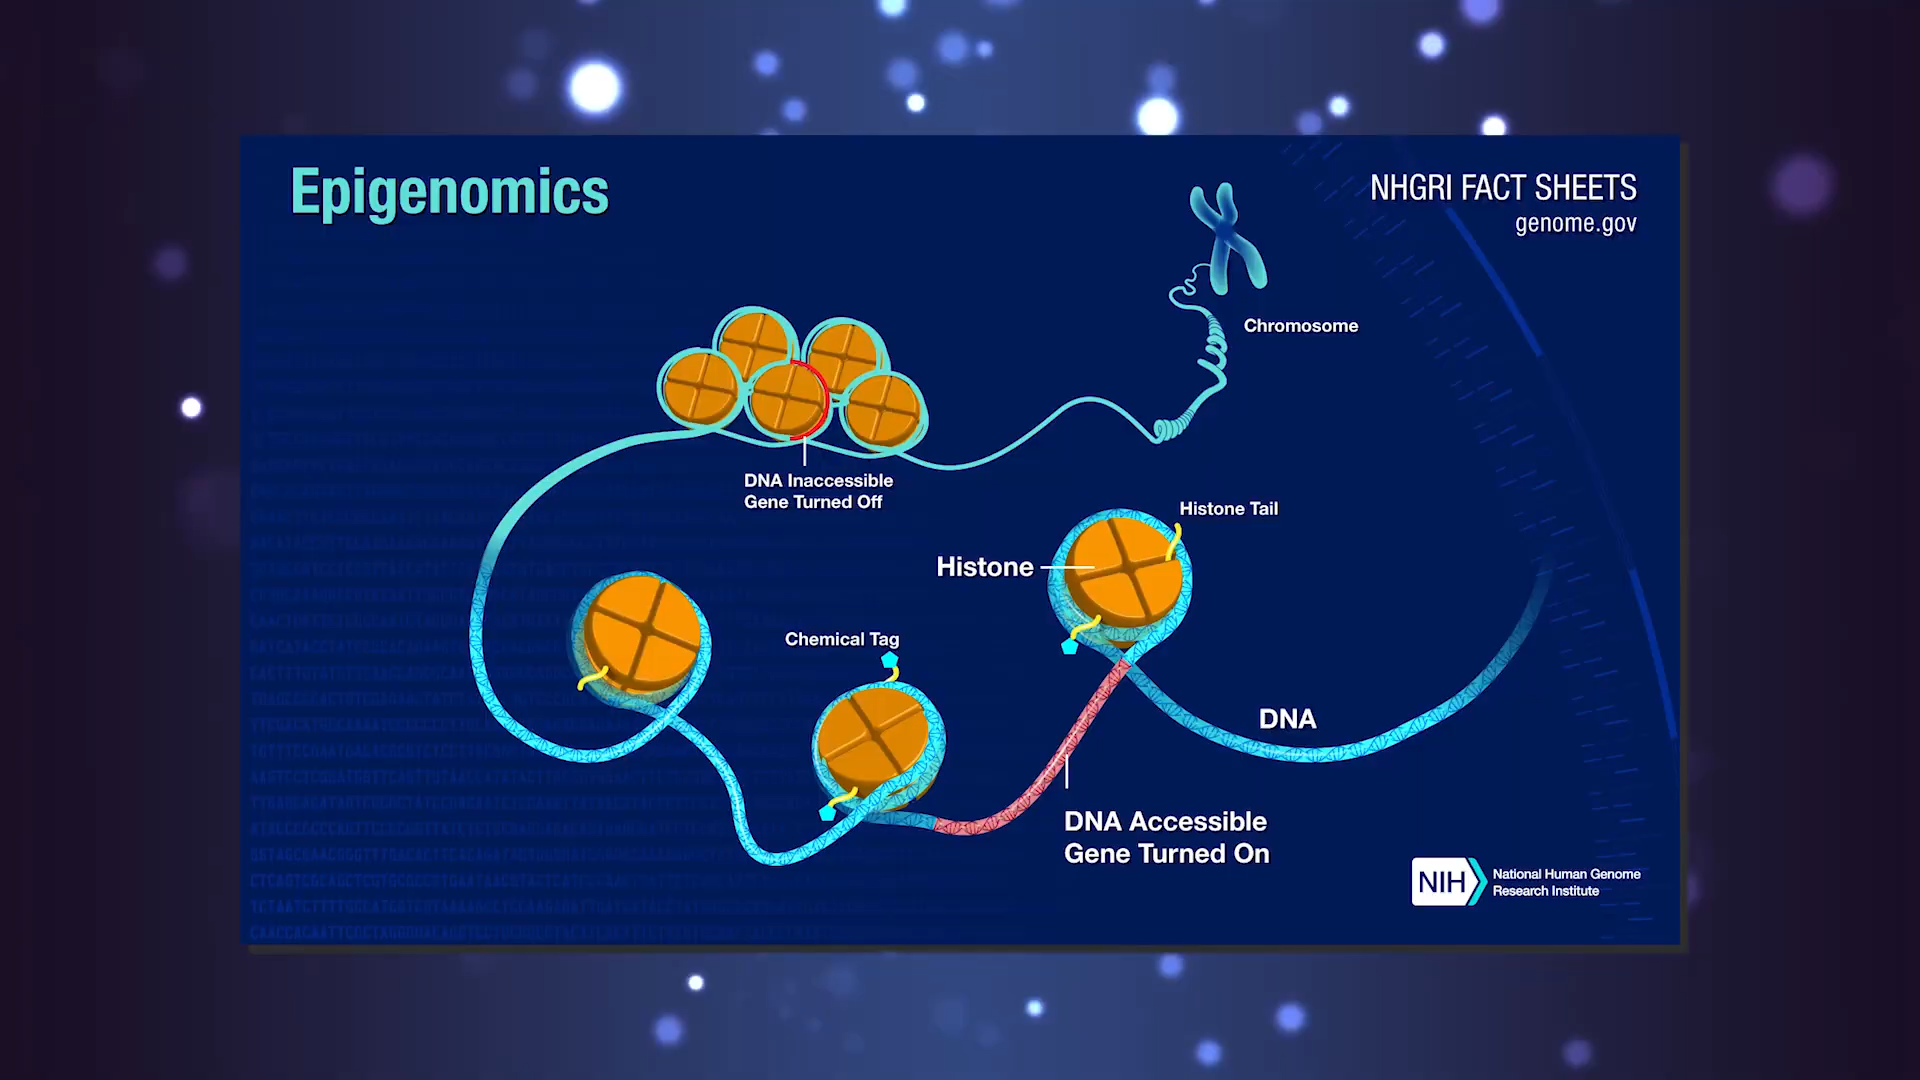 Epigenomics
NHGRI FACT SHEETS
genome.gov
Chromosome
DNA Inaccessible
Gene Turned Off
Histone Tail
Histone
Chemical Tag
DNA
DNA Accessible
Gene Turned On
NIH
National Human Genome
Research Institute